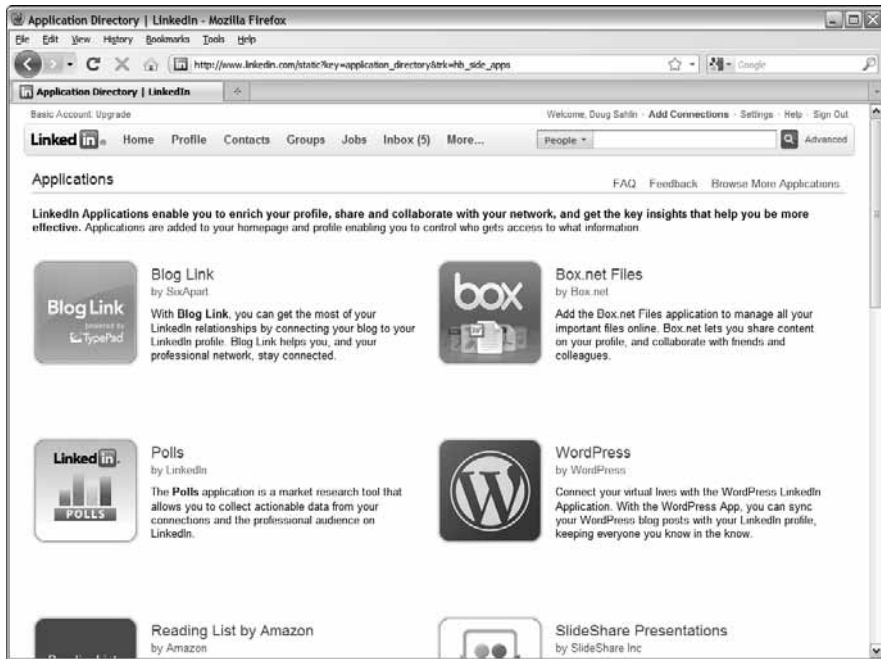 Application Directory | LinkedIn - Mozilla Firefox
File Edit View History Bookmarks Tools Help
http://www.linkedin.com/static?key=application_directory&trk=hb_side_apps
Google
Application Directory | LinkedIn
Basic Account: Upgrade
Welcome, Doug Sahlin · Add Connections · Settings · Help · Sign Out
Linked in® Home Profile Contacts Groups Jobs Inbox (5) More...
People
Advanced
Applications
FAQ Feedback Browse More Applications
LinkedIn Applications enable you to enrich your profile, share and collaborate with your network, and get the key insights that help you be more
effective. Applications are added to your homepage and profile enabling you to control who gets access to what information.
Blog Link
powered by
TypePad
Blog Link
by SixApart
With Blog Link, you can get the most of your
LinkedIn relationships by connecting your blog to your
LinkedIn profile. Blog Link helps you, and your
professional network, stay connected.
box
Box.net Files
by Box.net
Add the Box.net Files application to manage all your
important files online. Box.net lets you share content
on your profile, and collaborate with friends and
colleagues.
Linked in.
POLLS
Polls
by LinkedIn
The Polls application is a market research tool that
allows you to collect actionable data from your
connections and the professional audience on
LinkedIn.
W
WordPress
by WordPress
Connect your virtual lives with the WordPress LinkedIn
Application. With the WordPress App, you can sync
your WordPress blog posts with your LinkedIn profile,
keeping everyone you know in the know.
Reading List by Amazon
by Amazon
SlideShare Presentations
by SlideShare Inc